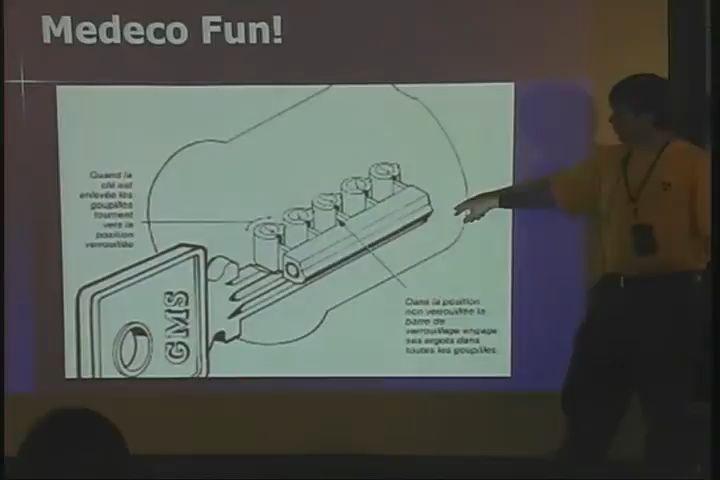 Medeco Fun!
Quand la
clé est
enlevée les
goupilles
tournent
vers la
position
verrouillée
GMS
Dans la position
non verrouillée la
barre de
verrouillage engage
ses ergots dans
toutes les goupilles.